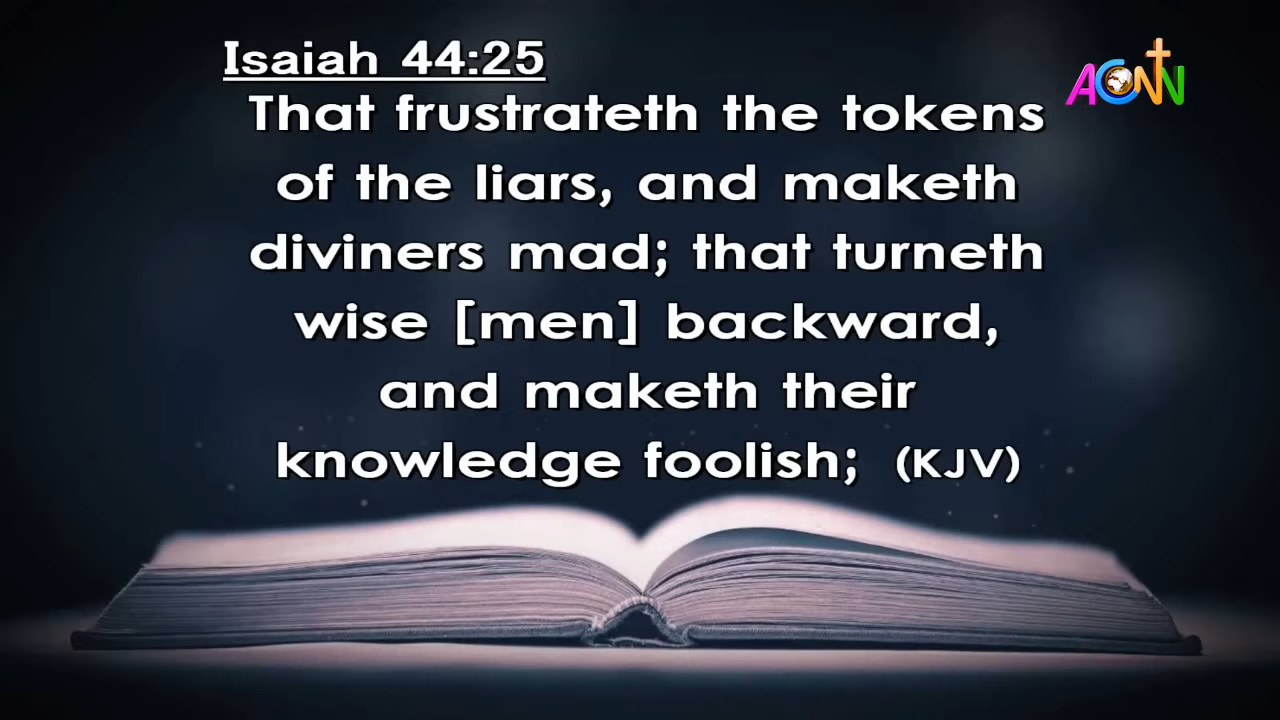 Isaiah 44:25
ACNN
That frustrateth the tokens
of the liars, and maketh
diviners mad; that turneth
wise [men] backward,
and maketh their
knowledge foolish; (KJV)